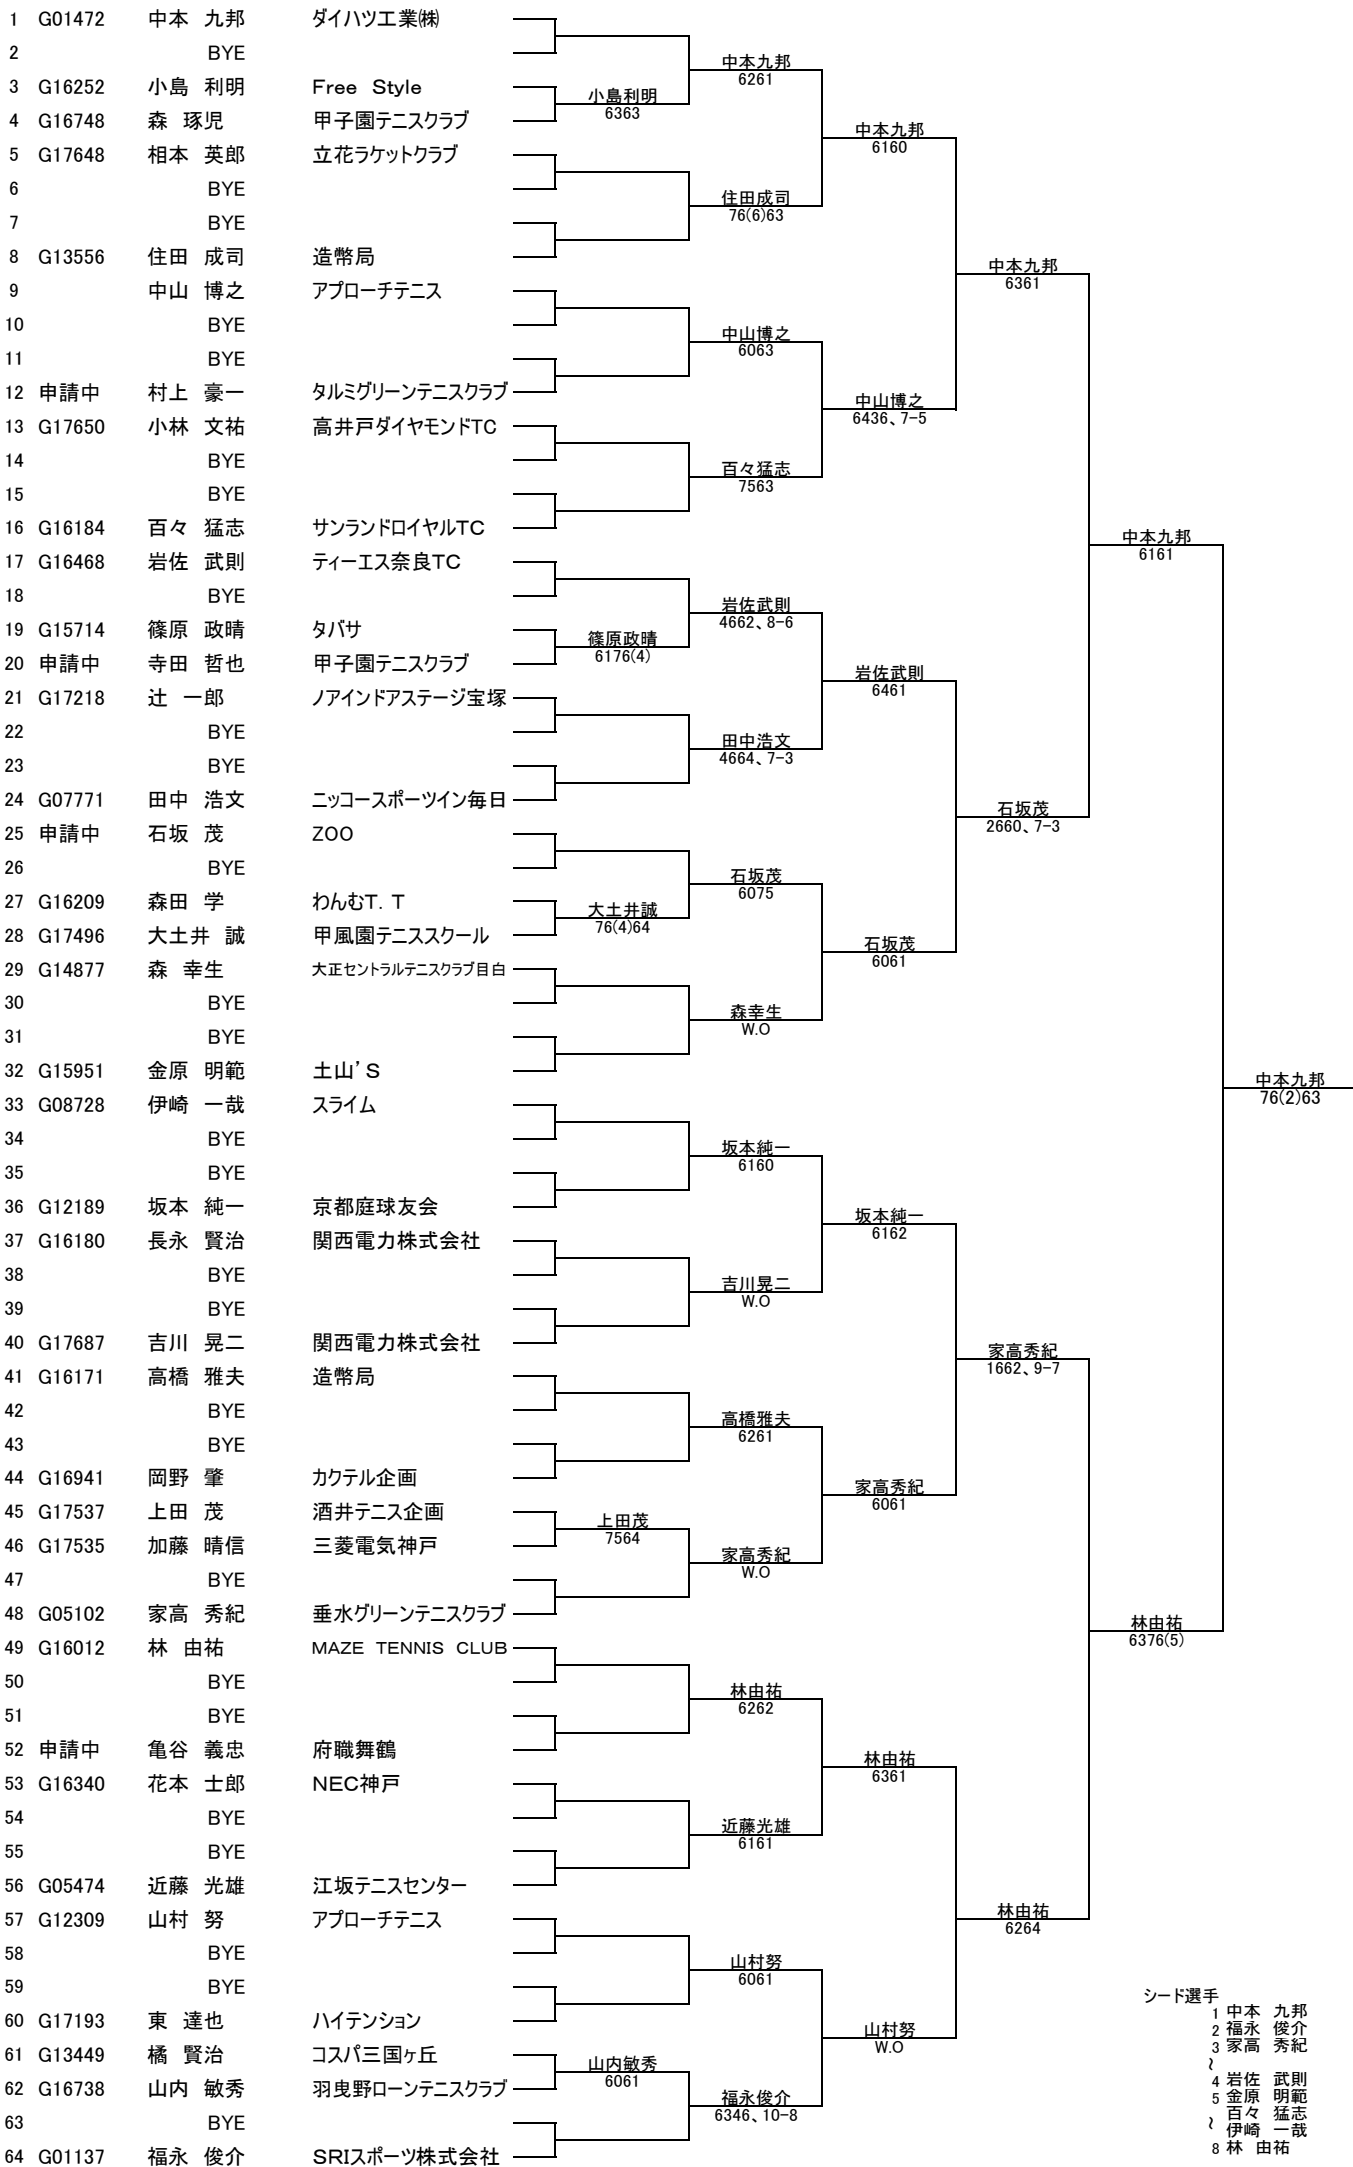 1 G01472 中本 九邦 ダイハツ工業㈱
2 BYE
中本九邦
6261
3 G16252 小島 利明 Free Style
小島利明
6363
4 G16748 森 琢児 甲子園テニスクラブ
中本九邦
6160
5 G17648 相本 英郎 立花ラケットクラブ
6 BYE
住田成司
76(6)63
7 BYE
8 G13556 住田 成司 造幣局
中本九邦
6361
9 中山 博之 アプローチテニス
10 BYE
中山博之
6063
11 BYE
12 申請中 村上 豪一 タルミグリーンテニスクラブ
中山博之
6436、7-5
13 G17650 小林 文祐 高井戸ダイヤモンドTC
14 BYE
百々猛志
7563
15 BYE
16 G16184 百々 猛志 サンランドロイヤルTC
中本九邦
6161
17 G16468 岩佐 武則 ティーエス奈良TC
18 BYE
岩佐武則
4662、8-6
19 G15714 篠原 政晴 タバサ
篠原政晴
6176(4)
20 申請中 寺田 哲也 甲子園テニスクラブ
岩佐武則
6461
21 G17218 辻 一郎 ノアインドアステージ宝塚
22 BYE
田中浩文
4664、7-3
23 BYE
24 G07771 田中 浩文 ニッコースポーツイン毎日
石坂茂
2660、7-3
25 申請中 石坂 茂 ZOO
26 BYE
石坂茂
6075
27 G16209 森田 学 わんむT．T
大土井誠
76(4)64
28 G17496 大土井 誠 甲風園テニススクール
石坂茂
6061
29 G14877 森 幸生 大正セントラルテニスクラブ目白
30 BYE
森幸生
W.O
31 BYE
32 G15951 金原 明範 土山’S
中本九邦
76(2)63
33 G08728 伊崎 一哉 スライム
34 BYE
坂本純一
6160
35 BYE
36 G12189 坂本 純一 京都庭球友会
坂本純一
6162
37 G16180 長永 賢治 関西電力株式会社
38 BYE
吉川晃二
W.O
39 BYE
40 G17687 吉川 晃二 関西電力株式会社
家高秀紀
1662、9-7
41 G16171 高橋 雅夫 造幣局
42 BYE
高橋雅夫
6261
43 BYE
44 G16941 岡野 肇 カクテル企画
家高秀紀
6061
45 G17537 上田 茂 酒井テニス企画
上田茂
7564
46 G17535 加藤 晴信 三菱電気神戸
家高秀紀
W.O
47 BYE
48 G05102 家高 秀紀 垂水グリーンテニスクラブ
林由祐
6376(5)
49 G16012 林 由祐 MAZE TENNIS CLUB
50 BYE
林由祐
6262
51 BYE
52 申請中 亀谷 義忠 府職舞鶴
林由祐
6361
53 G16340 花本 士郎 NEC神戸
54 BYE
近藤光雄
6161
55 BYE
56 G05474 近藤 光雄 江坂テニスセンター
林由祐
6264
57 G12309 山村 努 アプローチテニス
58 BYE
山村努
6061
59 BYE
60 G17193 東 達也 ハイテンション
山村努
W.O
61 G13449 橘 賢治 コスパ三国ヶ丘
山内敏秀
6061
62 G16738 山内 敏秀 羽曳野ローンテニスクラブ
福永俊介
6346、10-8
63 BYE
64 G01137 福永 俊介 SRIスポーツ株式会社
シード選手
1 中本 九邦
2 福永 俊介
3 家高 秀紀
～
4 岩佐 武則
5 金原 明範
百々 猛志
～ 伊崎 一哉
8 林 由祐